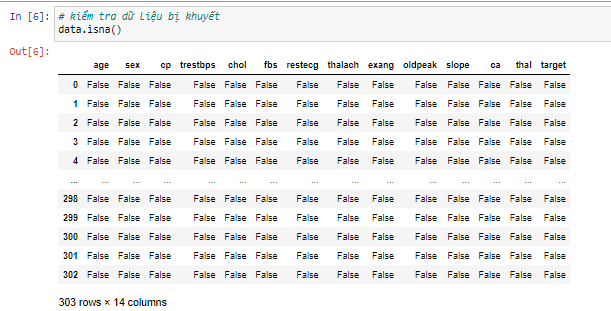 In [6]: # kiểm tra dữ liệu bị khuyết
data.isna()
Out[6]:
age sex cp trestbps chol fbs restecg thalach exang oldpeak slope ca thal target
0 False False False False False False False False False False False False False False
1 False False False False False False False False False False False False False False
2 False False False False False False False False False False False False False False
3 False False False False False False False False False False False False False False
4 False False False False False False False False False False False False False False
... ... ... ... ... ... ... ... ... ... ... ... ... ... ...
298 False False False False False False False False False False False False False False
299 False False False False False False False False False False False False False False
300 False False False False False False False False False False False False False False
301 False False False False False False False False False False False False False False
302 False False False False False False False False False False False False False False
303 rows × 14 columns